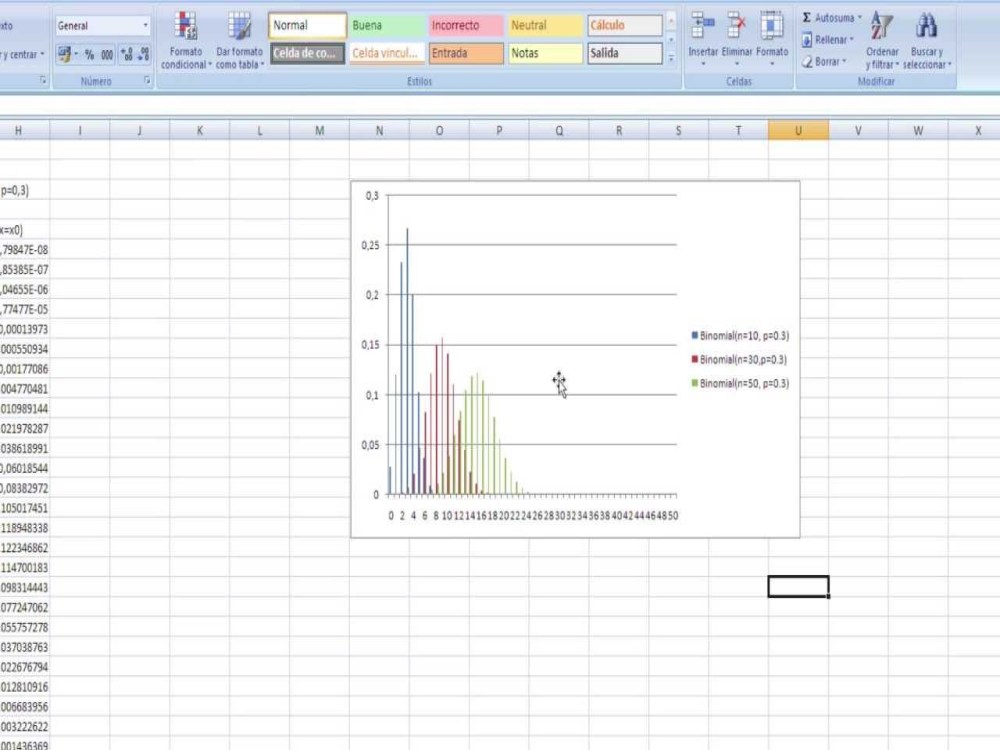 xto
General
Normal
Buena
Incorrecto
Neutral
Cálculo
Σ Autosuma
Rellenar
Borrar
y centrar
% 000
Celda de co...
Celda vincul...
Entrada
Notas
Salida
Formato
condicional
Dar formato
como tabla
Insertar
Eliminar
Formato
Ordenar
y filtrar
Buscar y
seleccionar
Número
Estilos
Celdas
Modificar
H I J K L M N O P Q R S T U V W X
p=0,3)
x=x0)
,79847E-08
,85385E-07
,04655E-06
,77477E-05
0,00013973
000550934
0,00177086
004770481
010989144
021978287
038618991
0,06018544
0,08382972
105017451
118948338
122346862
114700183
098314443
077247062
055757278
037038763
022676794
012810916
006683956
003222622
001436369
0,3
0,25
0,2
0,15
0,1
0,05
0
0 2 4 6 8 10 12 14 16 18 20 22 24 26 28 30 32 34 36 38 40 42 44 46 48 50
Binomial(n=10, p=0.3)
Binomial(n=30,p=0.3)
Binomial(n=50, p=0.3)